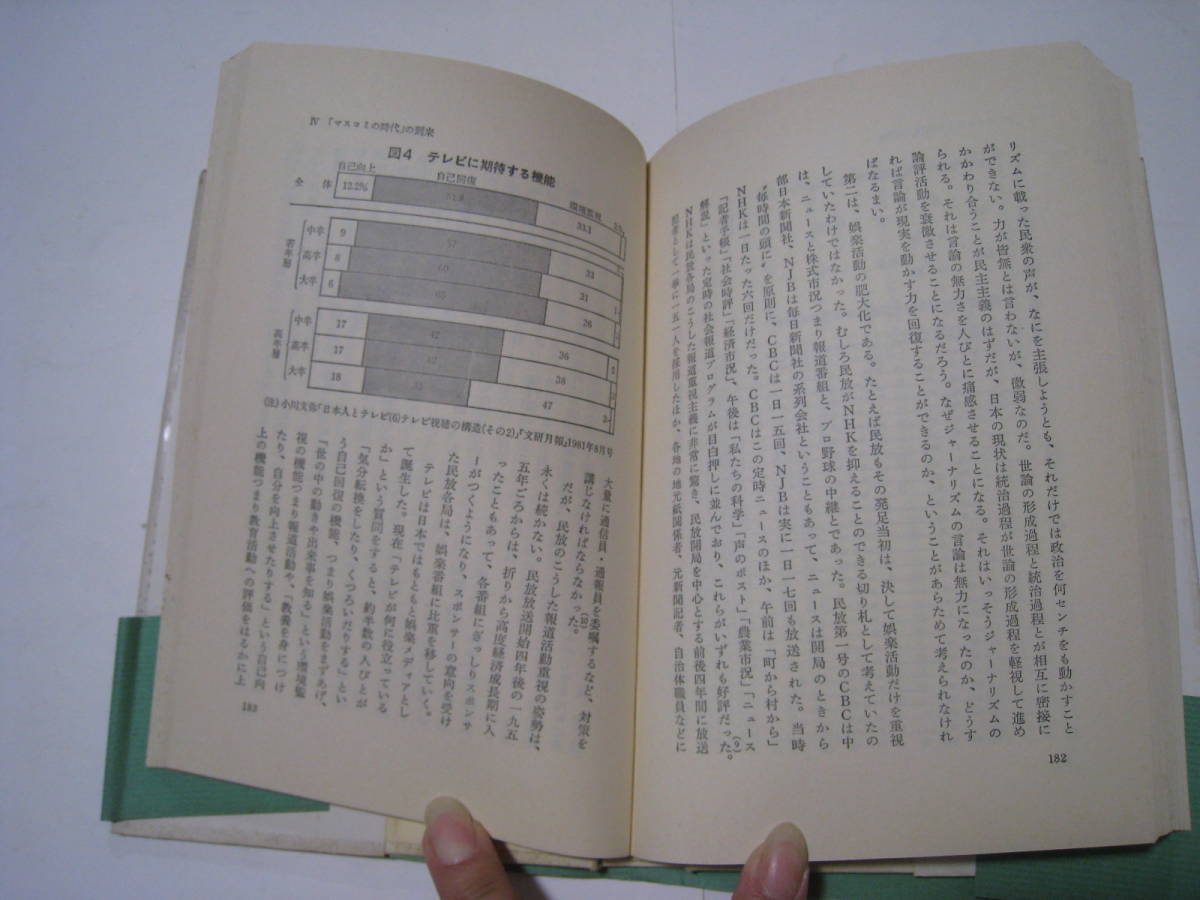 リズムに載った民衆の声が、なにを主張しようとも、それだけでは政治を何センチをも動かすこと
ができない。力が皆無とは言わないが、微弱なのだ。世論の形成過程と統治過程とが相互に密接に
かかわり合うことが民主主義のはずだが、日本の現状は統治過程が世論の形成過程を軽視して進め
られる。それは言論の無力さを人びとに痛感させることになる。それはいっそうジャーナリズムの
論評活動を衰微させることになるだろう。なぜジャーナリズムの言論は無力になったのか、どうす
れば言論が現実を動かす力を回復することができるのか、ということがあらためて考えられなけれ
ばなるまい。
第二は、娯楽活動の肥大化である。たとえば民放もその発足当初は、決して娯楽活動だけを重視
していたわけではなかった。むしろ民放がNHKを抑えることのできる切り札として考えていたの
は、ニュースと株式市況つまり報道番組と、プロ野球の中継とであった。民放第一号のCBCは中
部日本新聞社、NJBは毎日新聞社の系列会社ということもあって、ニュースは開局のときから
〝毎時間の頭に〟を原則に、CBCは一日一五回、NJBは実に一日一七回も放送された。当時
NHKは一日たった六回だけだった。CBCはこの定時ニュースのほか、午前は「町から村から」
「記者手帳」「社会時評」「経済市況」、午後は「私たちの科学」「声のポスト」「農業市況」「ニュース
解説」といった定時の社会報道プログラムが目白押しに並んでおり、これらがいずれも好評だった。(9)
NHKは民放各局のこうした報道重視主義に非常に驚き、民放開局を中心とする前後四年間に放送
記者として一挙に一五一人を採用したほか、各地の地元紙関係者、元新聞記者、自治体職員などに
182
Ⅳ 「マスコミの時代」の到来
図4 テレビに期待する機能
自己向上
自己回復
環境監視
全体 12.2% 51.8 33.1
若年層
中卒 9 57 33
高卒 8 60 31 1
大卒 6 65 26
高年層
中卒 17 42 36 5
高卒 17 38
大卒 18 33 47 2
(注) 小川文弥「日本人とテレビ(6)テレビ視聴の構造(その2)」『文研月報』1981年8月号
大量に通信員、通報員を委嘱するなど、対策を
講じなければならなかった。(10)
だが、民放のこうした報道活動重視の姿勢は、
永くは続かない。民放放送開始四年後の一九五
五年ごろからは、折りから高度経済成長期に入
ったこともあって、各番組にざっしりスポンサ
ーがつくようになり、スポンサーの意向を受け
た民放各局は、娯楽番組に比重を移していく。
テレビは日本ではもともと娯楽メディアとし
て誕生した。現在「テレビが何に役立っている
か」という質問をすると、約半数の人びとが
「気分転換をしたり、くつろいだりする」とい
う自己回復の機能、つまり娯楽活動をまずあげ、
「世の中の動きや出来事を知る」という環境監
視の機能つまり報道活動や、「教養を身につけ
たり、自分を向上させたりする」という自己向
上の機能つまり教育活動への評価をはるかに上
183